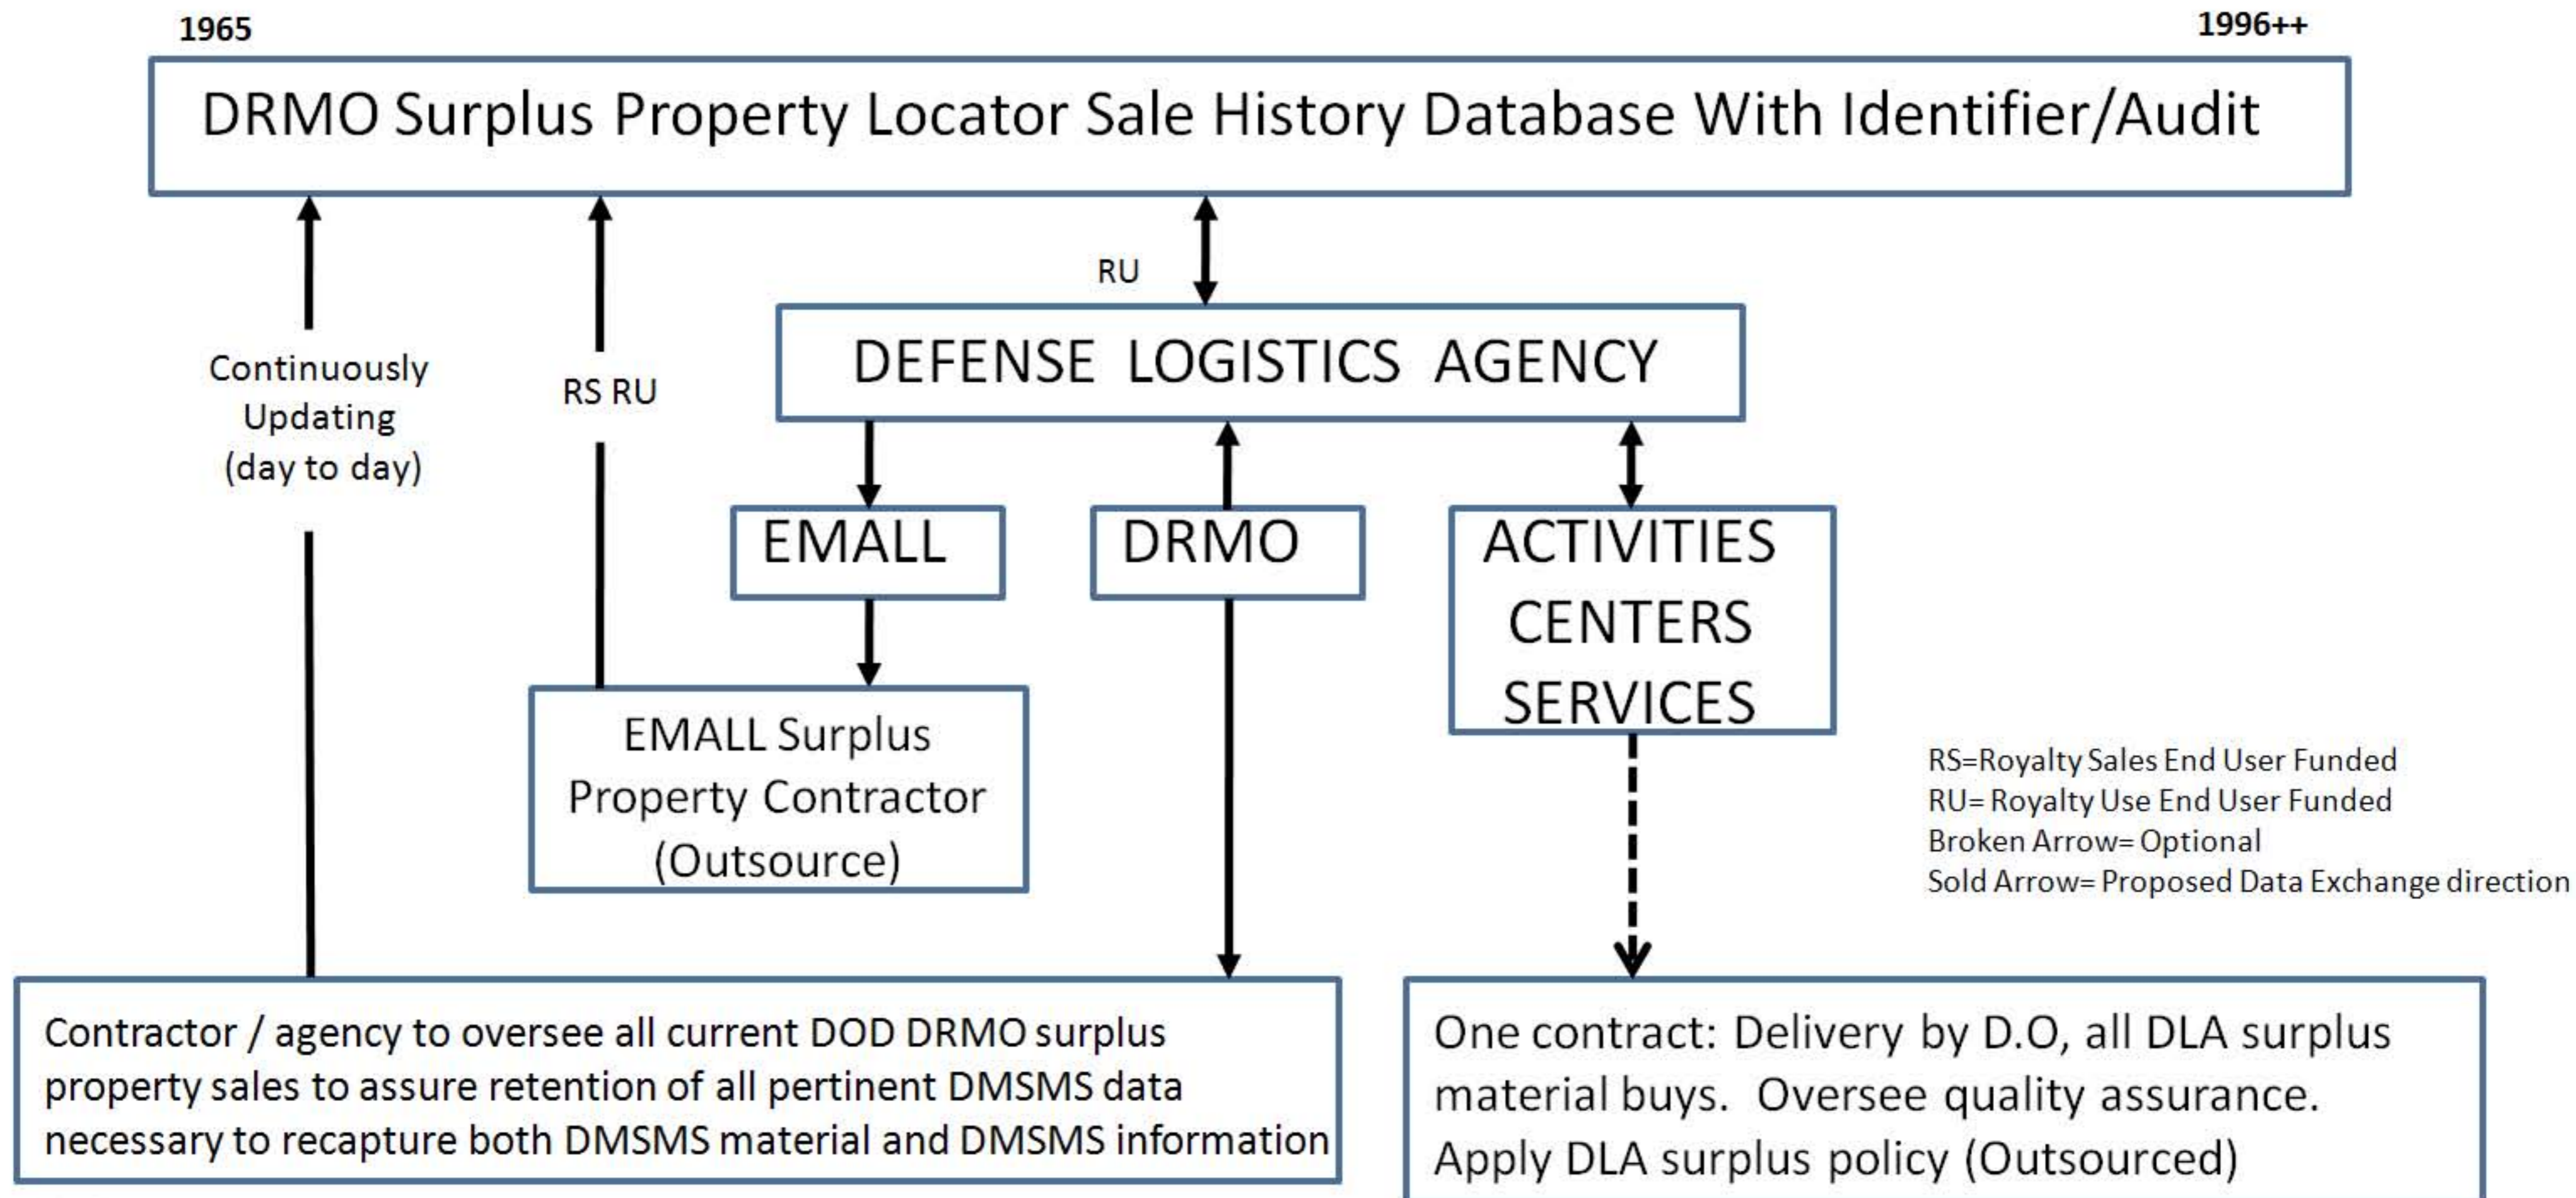 1965
1996++
DRMO Surplus Property Locator Sale History Database With Identifier/Audit
Continuously
Updating
(day to day)
RS RU
RU
DEFENSE LOGISTICS AGENCY
EMALL
DRMO
ACTIVITIES
CENTERS
SERVICES
EMALL Surplus
Property Contractor
(Outsource)
RS=Royalty Sales End User Funded
RU= Royalty Use End User Funded
Broken Arrow= Optional
Sold Arrow= Proposed Data Exchange direction
Contractor / agency to oversee all current DOD DRMO surplus
property sales to assure retention of all pertinent DMSMS data
necessary to recapture both DMSMS material and DMSMS information
One contract: Delivery by D.O, all DLA surplus
material buys. Oversee quality assurance.
Apply DLA surplus policy (Outsourced)